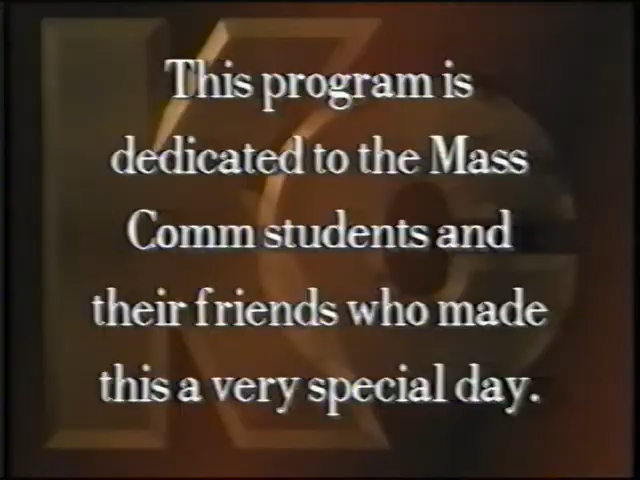 This program is
dedicated to the Mass
Comm students and
their friends who made
this a very special day.